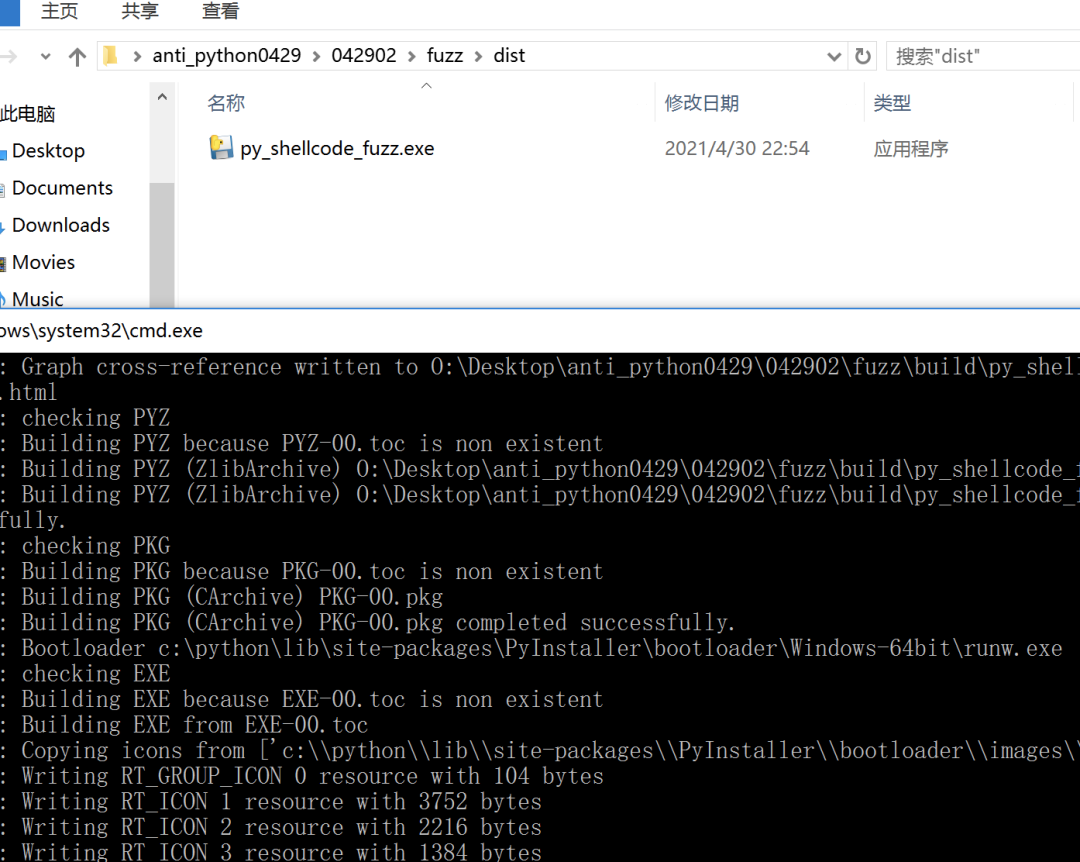 主页 共享 查看
anti_python0429 042902 fuzz dist 搜索"dist"
名称 修改日期 类型
此电脑
py_shellcode_fuzz.exe 2021/4/30 22:54 应用程序
Desktop
Documents
Downloads
Movies
Music
ows\system32\cmd.exe
: Graph cross-reference written to O:\Desktop\anti_python0429\042902\fuzz\build\py_shell
.html
: checking PYZ
: Building PYZ because PYZ-00.toc is non existent
: Building PYZ (ZlibArchive) O:\Desktop\anti_python0429\042902\fuzz\build\py_shellcode_
: Building PYZ (ZlibArchive) O:\Desktop\anti_python0429\042902\fuzz\build\py_shellcode_
fully.
: checking PKG
: Building PKG because PKG-00.toc is non existent
: Building PKG (CArchive) PKG-00.pkg
: Building PKG (CArchive) PKG-00.pkg completed successfully.
: Bootloader c:\python\lib\site-packages\PyInstaller\bootloader\Windows-64bit\runw.exe
: checking EXE
: Building EXE because EXE-00.toc is non existent
: Building EXE from EXE-00.toc
: Copying icons from ['c:\\python\\lib\\site-packages\\PyInstaller\\bootloader\\images\\
: Writing RT_GROUP_ICON 0 resource with 104 bytes
: Writing RT_ICON 1 resource with 3752 bytes
: Writing RT_ICON 2 resource with 2216 bytes
: Writing RT_ICON 3 resource with 1384 bytes